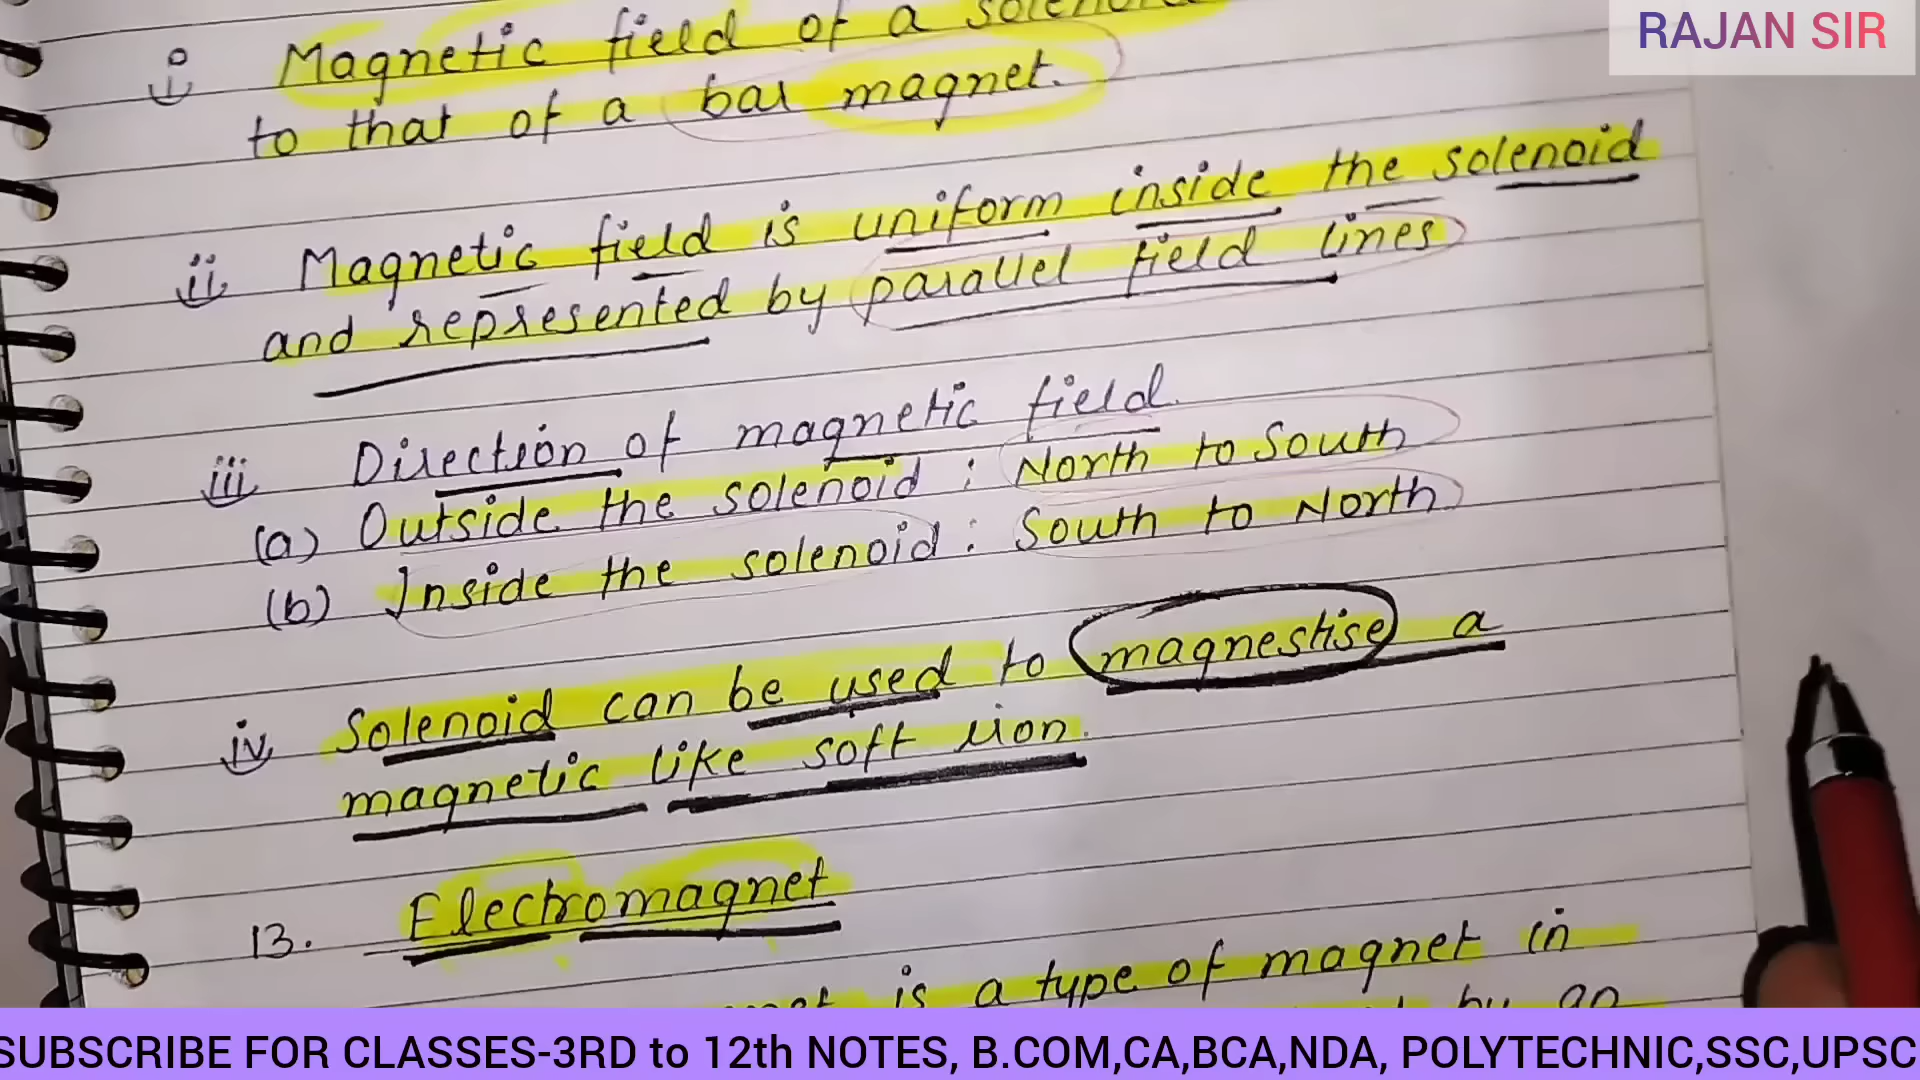 RAJAN SIR
i Magnetic field of a
to that of a bar magnet.
ii Magnetic field is uniform inside the solenoid
and represented by parallel field lines
iii Direction of magnetic field.
(a) Outside the solenoid : North to South
(b) Inside the solenoid : South to North
iv Solenoid can be used to magnestise a
magnetic like soft iron.
13. Electromagnet
is a type of magnet in
by an
SUBSCRIBE FOR CLASSES-3RD to 12th NOTES, B.COM,CA,BCA,NDA, POLYTECHNIC,SSC,UPSC